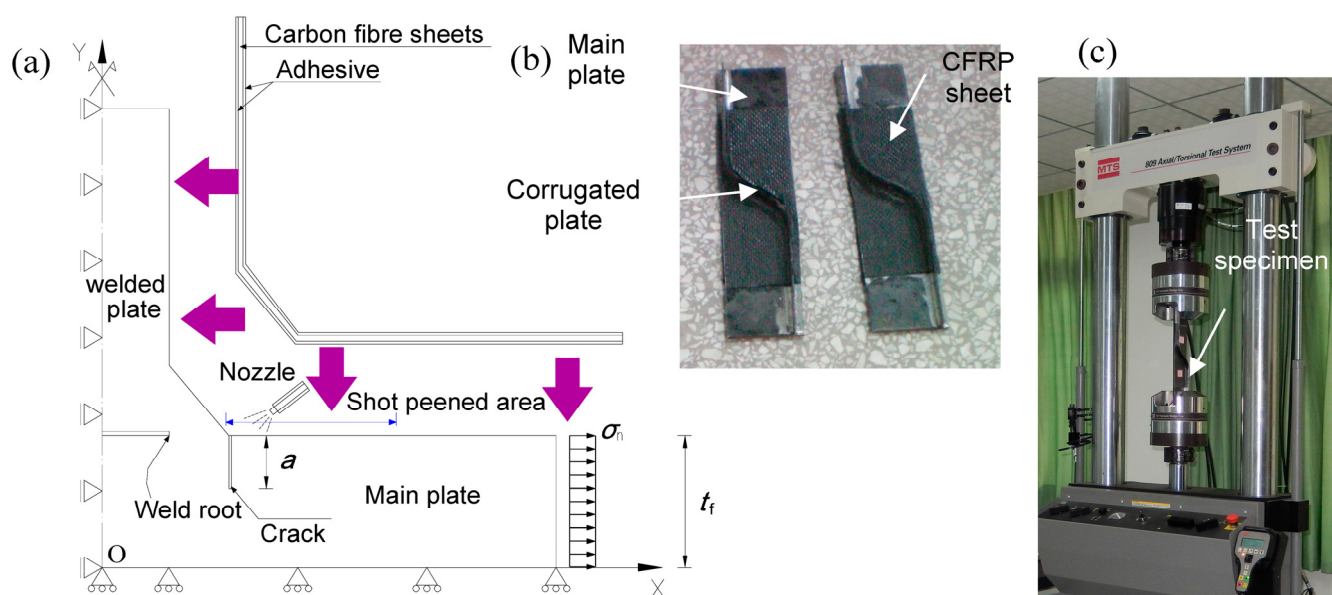 (a)
Y
Carbon fibre sheets
Adhesive
welded
plate
Nozzle
Shot peened area
a
σn
tf
Weld root
Crack
Main plate
O
X
(b)
Main
plate
CFRP
sheet
Corrugated
plate
(c)
MTS
809 Axial/Torsional Test System
Test
specimen